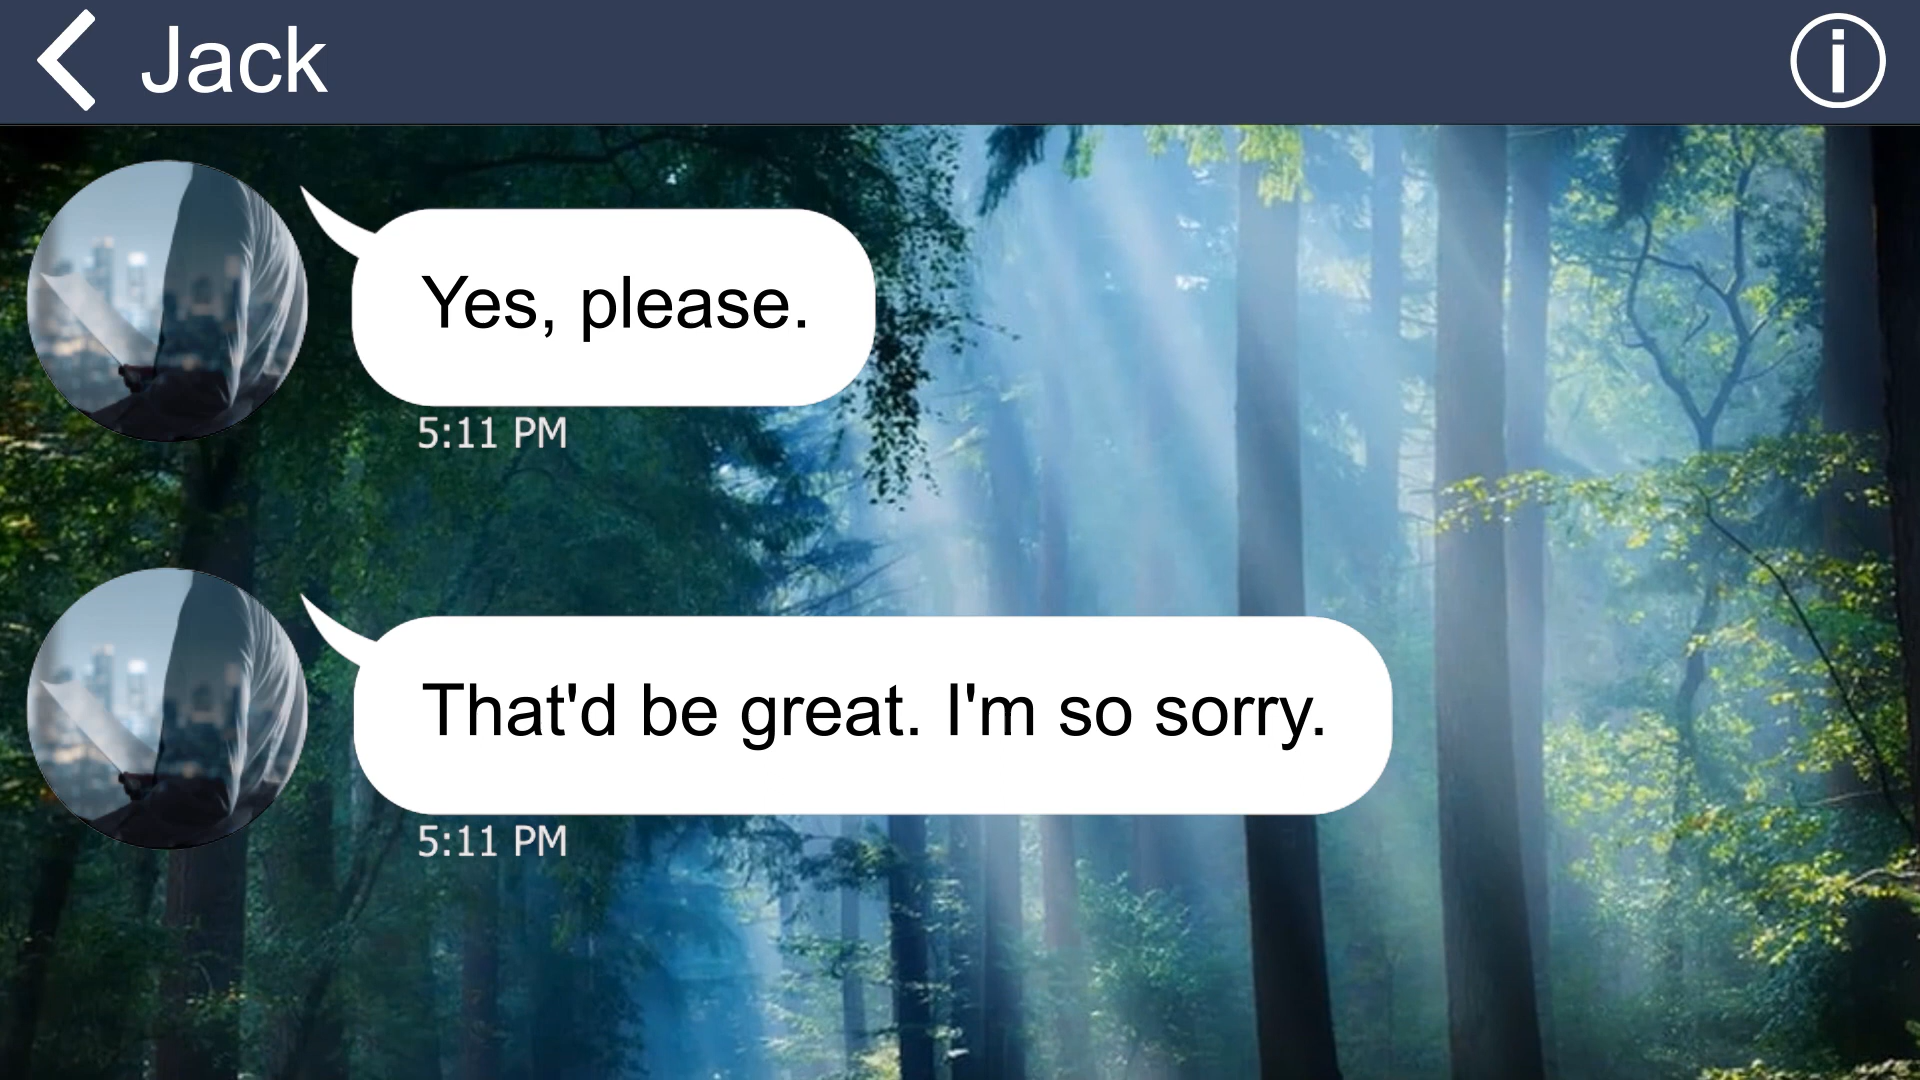 Jack
Yes, please.
5:11 PM
That'd be great. I'm so sorry.
5:11 PM